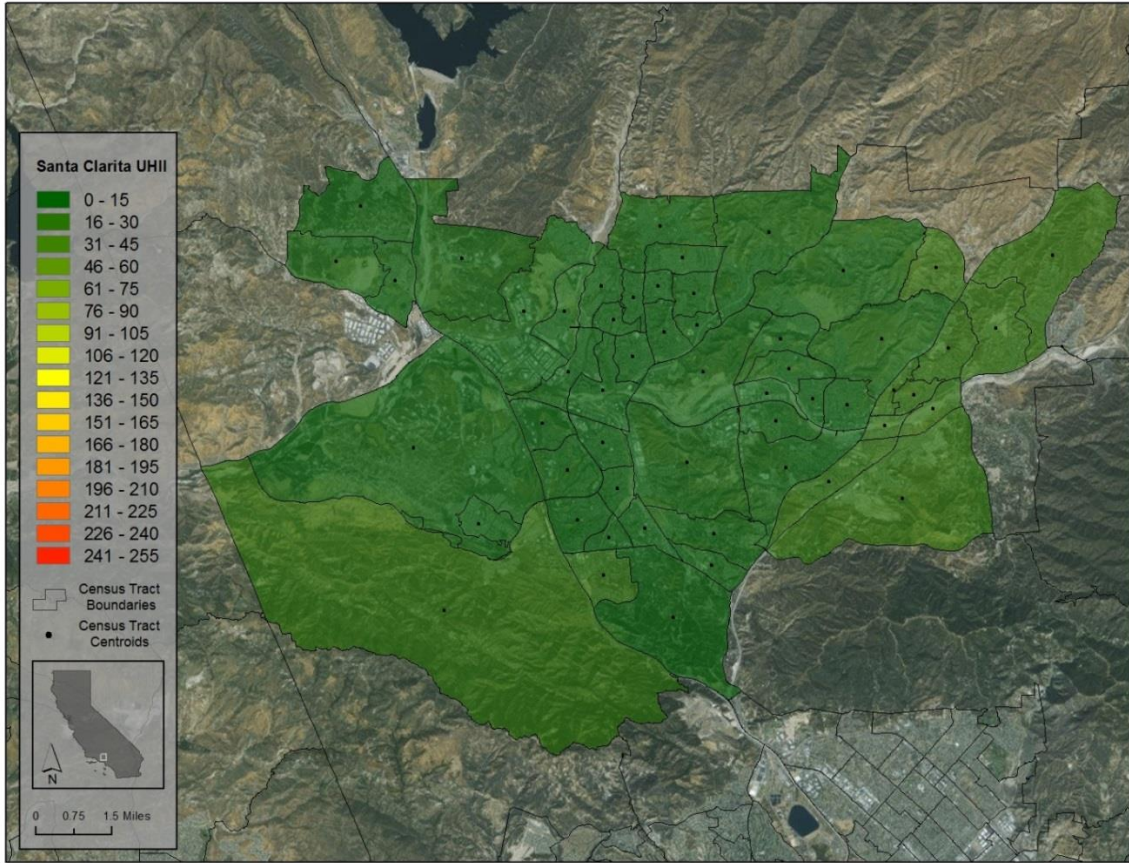 Santa Clarita UHII
0 - 15
16 - 30
31 - 45
46 - 60
61 - 75
76 - 90
91 - 105
106 - 120
121 - 135
136 - 150
151 - 165
166 - 180
181 - 195
196 - 210
211 - 225
226 - 240
241 - 255
Census Tract
Boundaries
Census Tract
Centroids
N
0 0.75 1.5 Miles